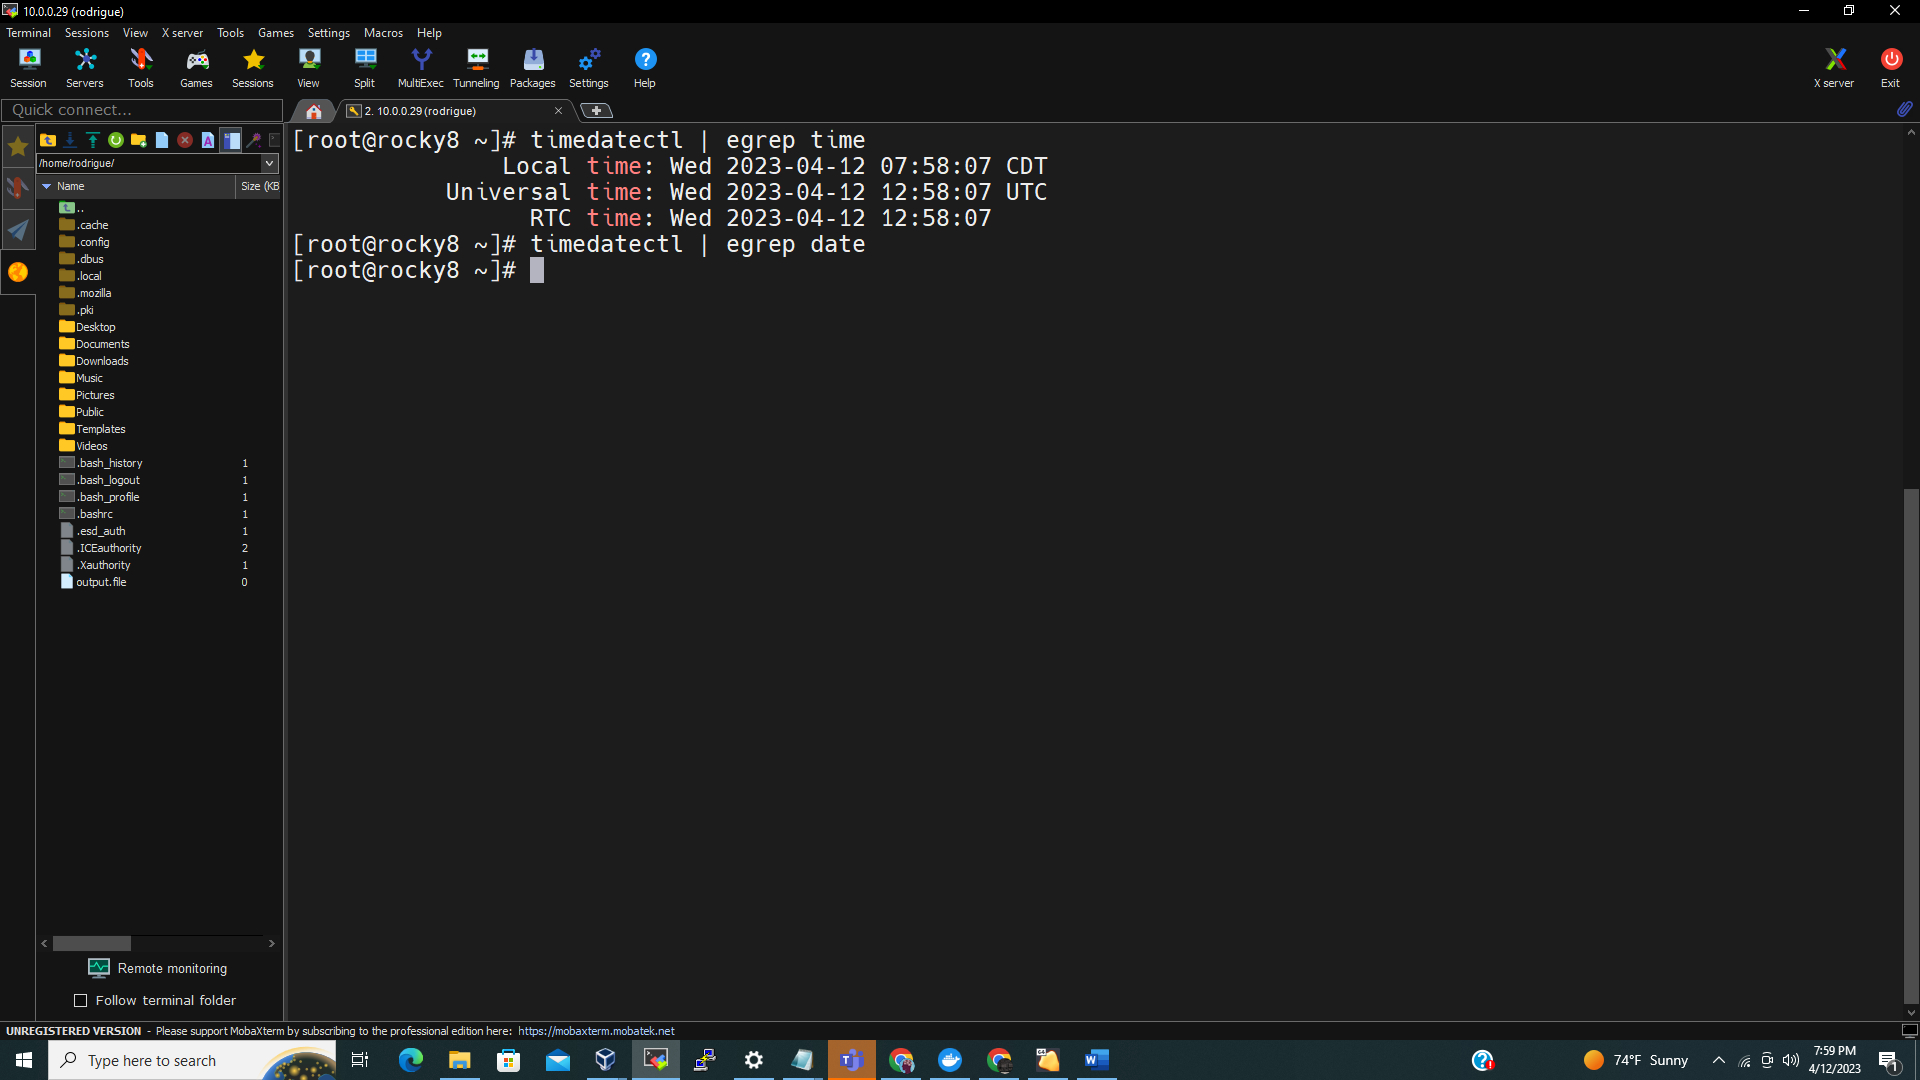 10.0.0.29 (rodrigue)
Terminal Sessions View X server Tools Games Settings Macros Help
Session Servers Tools Games Sessions View Split MultiExec Tunneling Packages Settings Help X server Exit
Quick connect...
2. 10.0.0.29 (rodrigue)
/home/rodrigue/
Name Size (KB
..
.cache
.config
.dbus
.local
.mozilla
.pki
Desktop
Documents
Downloads
Music
Pictures
Public
Templates
Videos
.bash_history 1
.bash_logout 1
.bash_profile 1
.bashrc 1
.esd_auth 1
.ICEauthority 2
.Xauthority 1
output.file 0
Remote monitoring
Follow terminal folder
[root@rocky8 ~]# timedatectl | egrep time
Local time: Wed 2023-04-12 07:58:07 CDT
Universal time: Wed 2023-04-12 12:58:07 UTC
RTC time: Wed 2023-04-12 12:58:07
[root@rocky8 ~]# timedatectl | egrep date
[root@rocky8 ~]#
UNREGISTERED VERSION - Please support MobaXterm by subscribing to the professional edition here: https://mobaxterm.mobatek.net
Type here to search
74°F Sunny
7:59 PM
4/12/2023
1